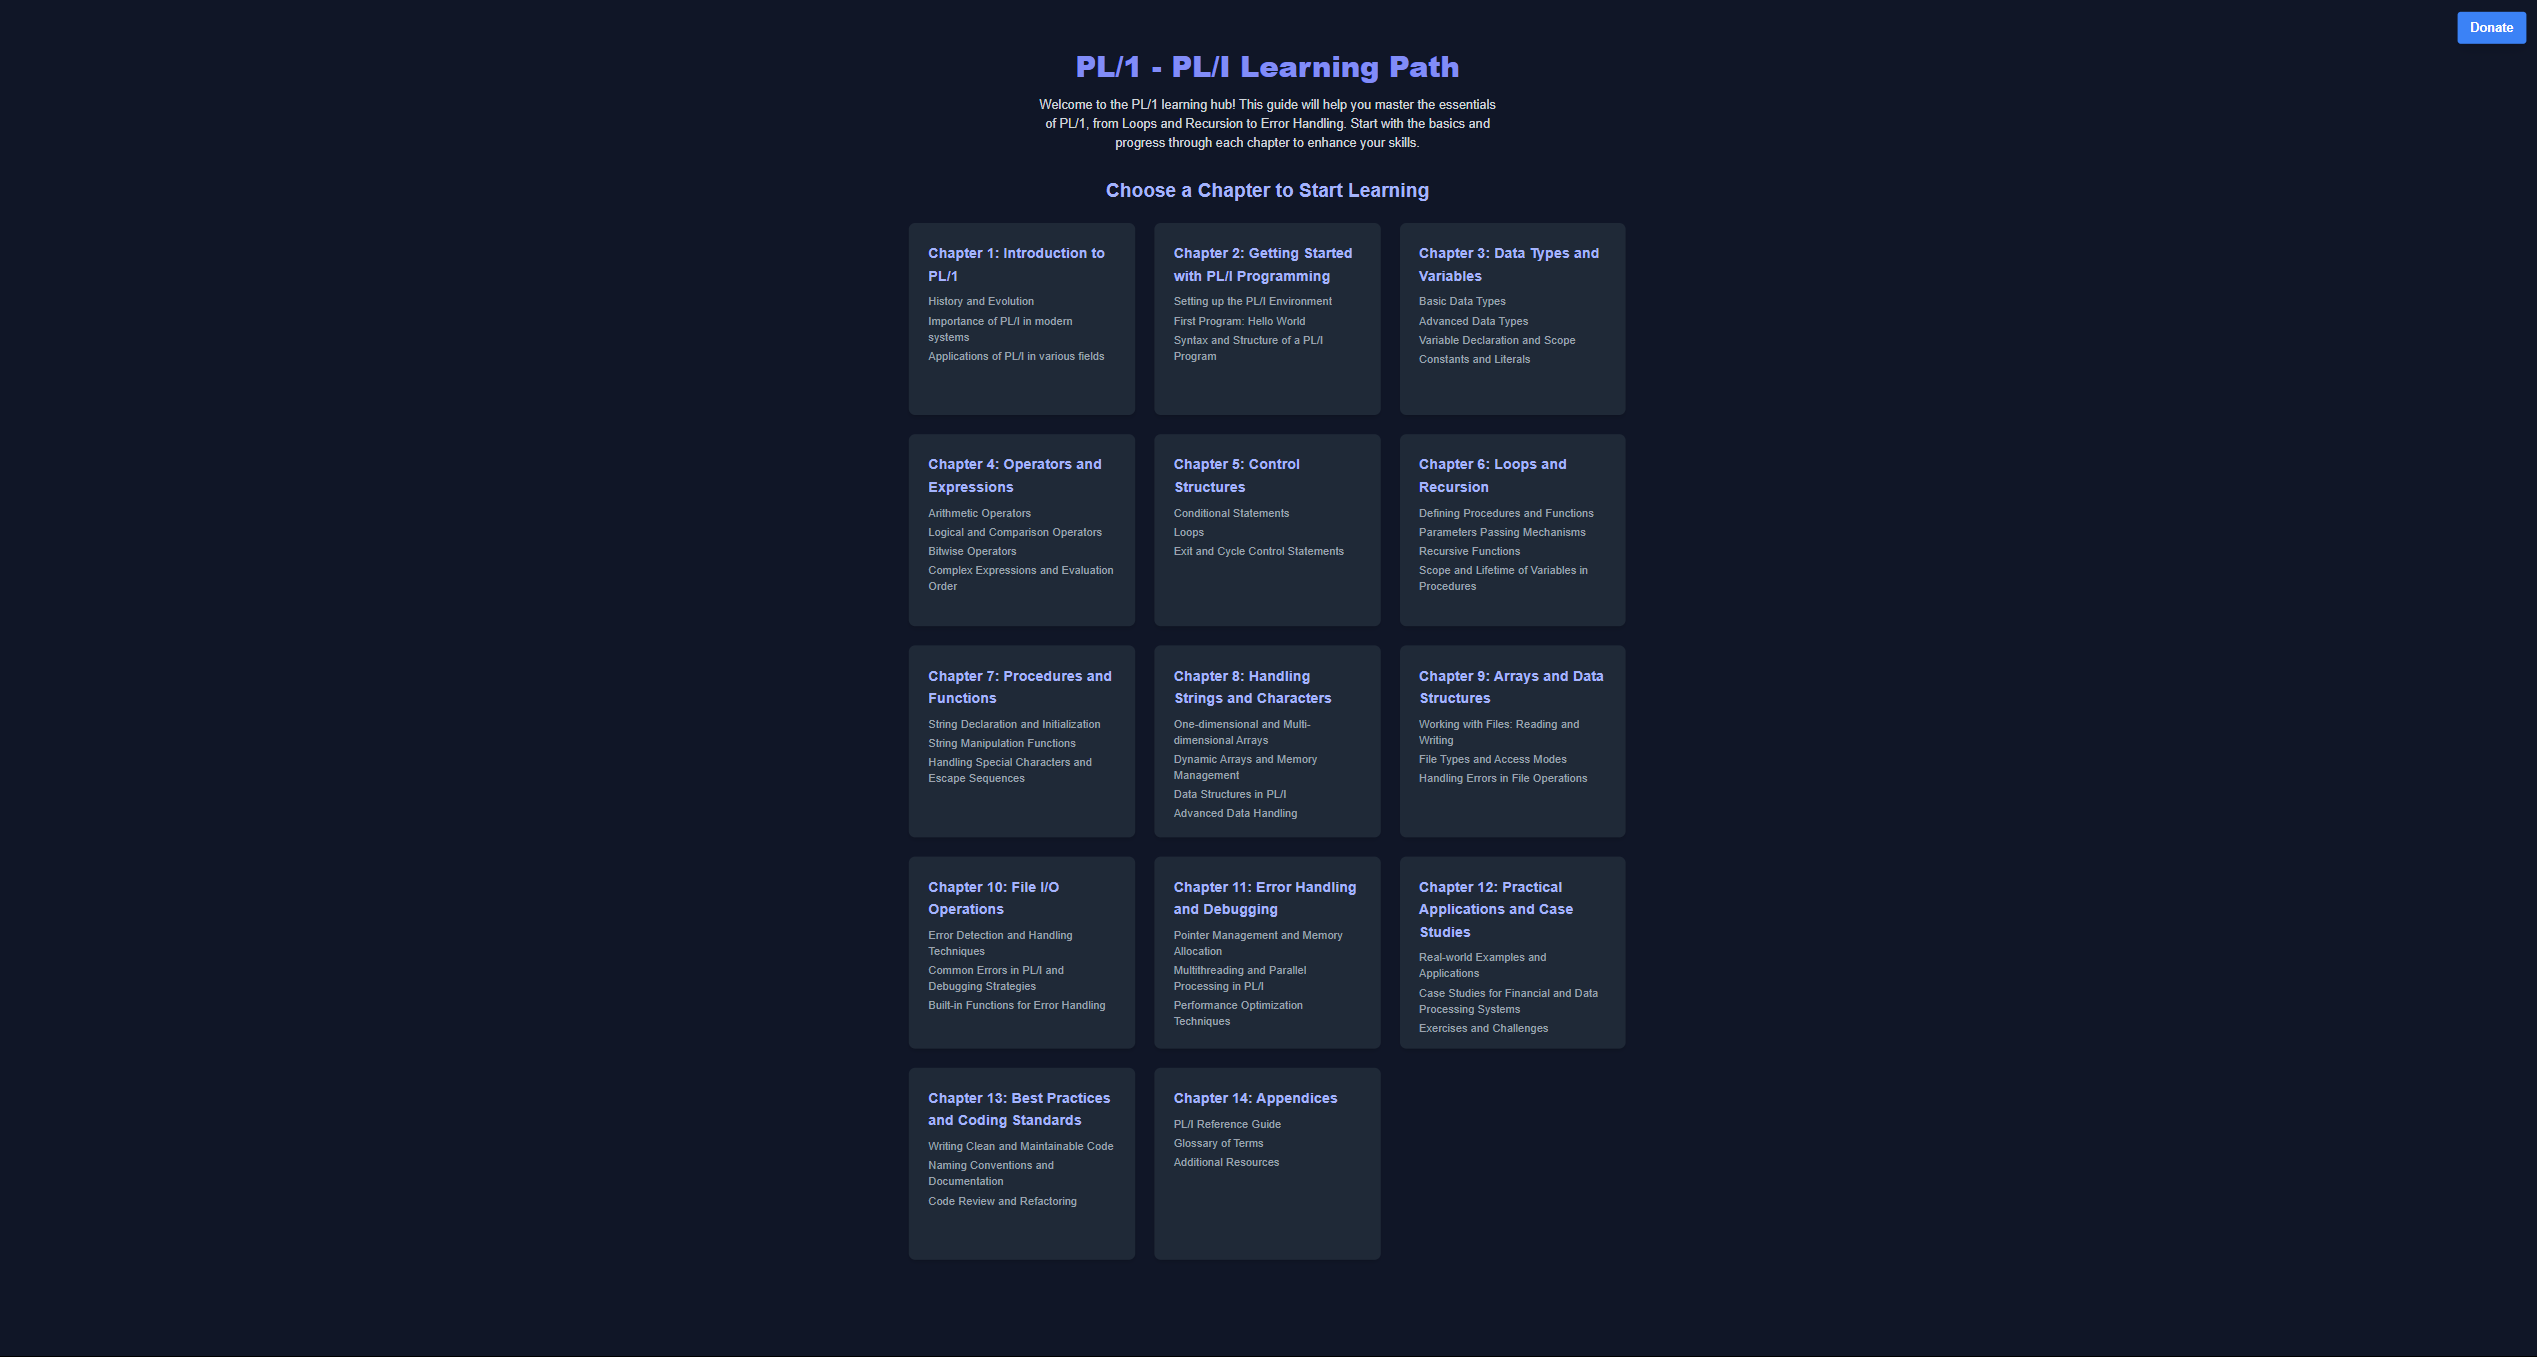 Donate
PL/1 - PL/I Learning Path
Welcome to the PL/1 learning hub! This guide will help you master the essentials
of PL/1, from Loops and Recursion to Error Handling. Start with the basics and
progress through each chapter to enhance your skills.
Choose a Chapter to Start Learning
Chapter 1: Introduction to
PL/1
History and Evolution
Importance of PL/I in modern
systems
Applications of PL/I in various fields
Chapter 2: Getting Started
with PL/I Programming
Setting up the PL/I Environment
First Program: Hello World
Syntax and Structure of a PL/I
Program
Chapter 3: Data Types and
Variables
Basic Data Types
Advanced Data Types
Variable Declaration and Scope
Constants and Literals
Chapter 4: Operators and
Expressions
Arithmetic Operators
Logical and Comparison Operators
Bitwise Operators
Complex Expressions and Evaluation
Order
Chapter 5: Control
Structures
Conditional Statements
Loops
Exit and Cycle Control Statements
Chapter 6: Loops and
Recursion
Defining Procedures and Functions
Parameters Passing Mechanisms
Recursive Functions
Scope and Lifetime of Variables in
Procedures
Chapter 7: Procedures and
Functions
String Declaration and Initialization
String Manipulation Functions
Handling Special Characters and
Escape Sequences
Chapter 8: Handling
Strings and Characters
One-dimensional and Multi-
dimensional Arrays
Dynamic Arrays and Memory
Management
Data Structures in PL/I
Advanced Data Handling
Chapter 9: Arrays and Data
Structures
Working with Files: Reading and
Writing
File Types and Access Modes
Handling Errors in File Operations
Chapter 10: File I/O
Operations
Error Detection and Handling
Techniques
Common Errors in PL/I and
Debugging Strategies
Built-in Functions for Error Handling
Chapter 11: Error Handling
and Debugging
Pointer Management and Memory
Allocation
Multithreading and Parallel
Processing in PL/I
Performance Optimization
Techniques
Chapter 12: Practical
Applications and Case
Studies
Real-world Examples and
Applications
Case Studies for Financial and Data
Processing Systems
Exercises and Challenges
Chapter 13: Best Practices
and Coding Standards
Writing Clean and Maintainable Code
Naming Conventions and
Documentation
Code Review and Refactoring
Chapter 14: Appendices
PL/I Reference Guide
Glossary of Terms
Additional Resources